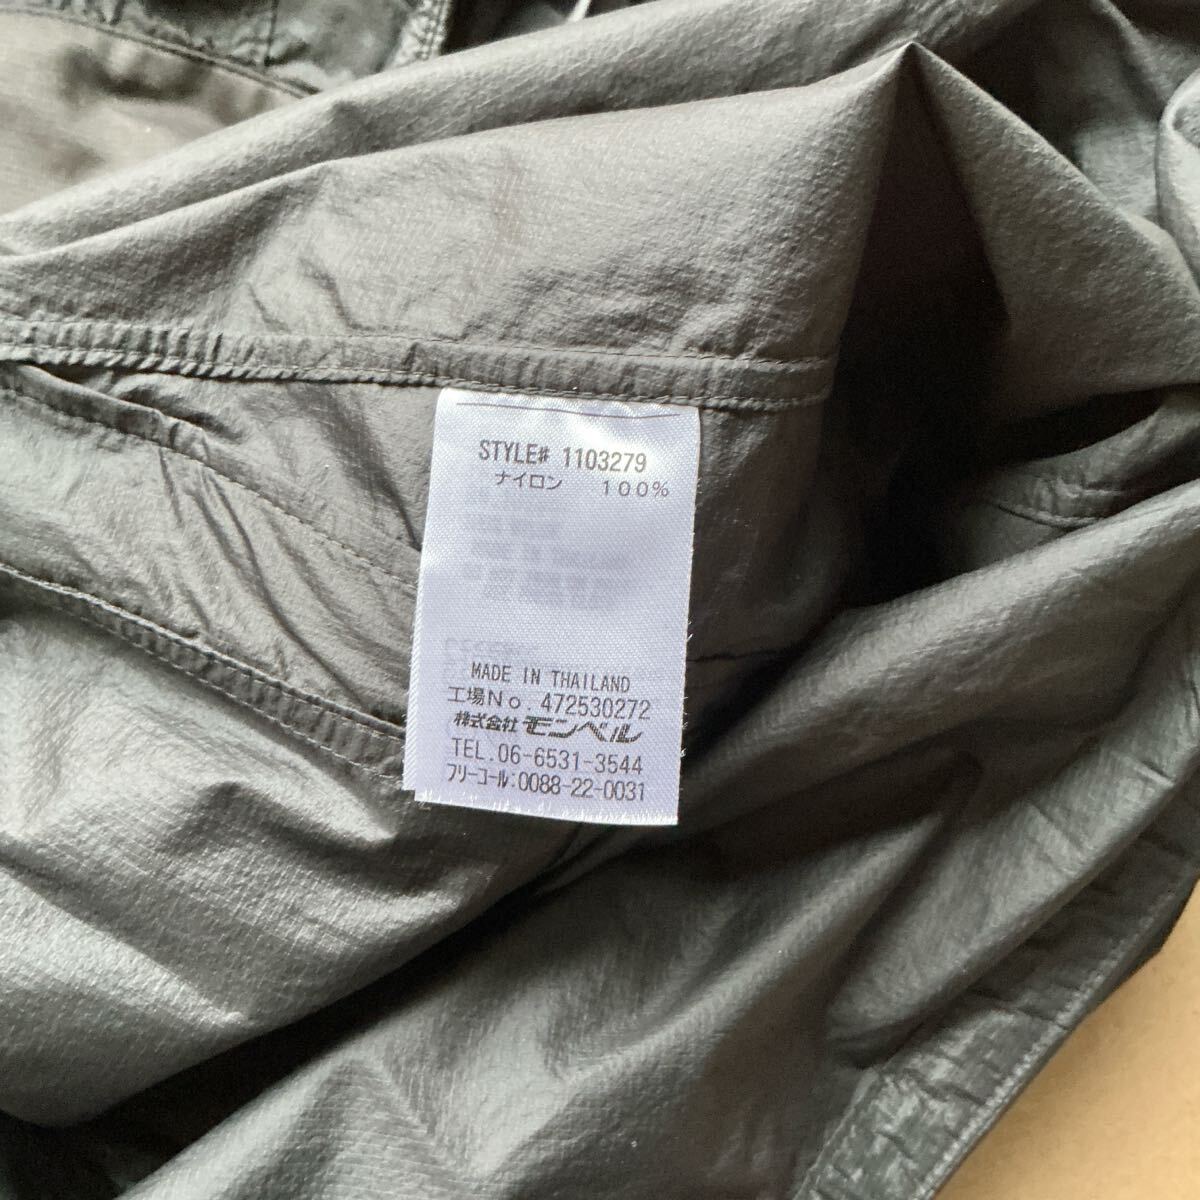 STYLE# 1103279
ナイロン 100%
MADE IN THAILAND
工場No.472530272
株式会社モンベル
TEL.06-6531-3544
フリーコール:0088-22-0031